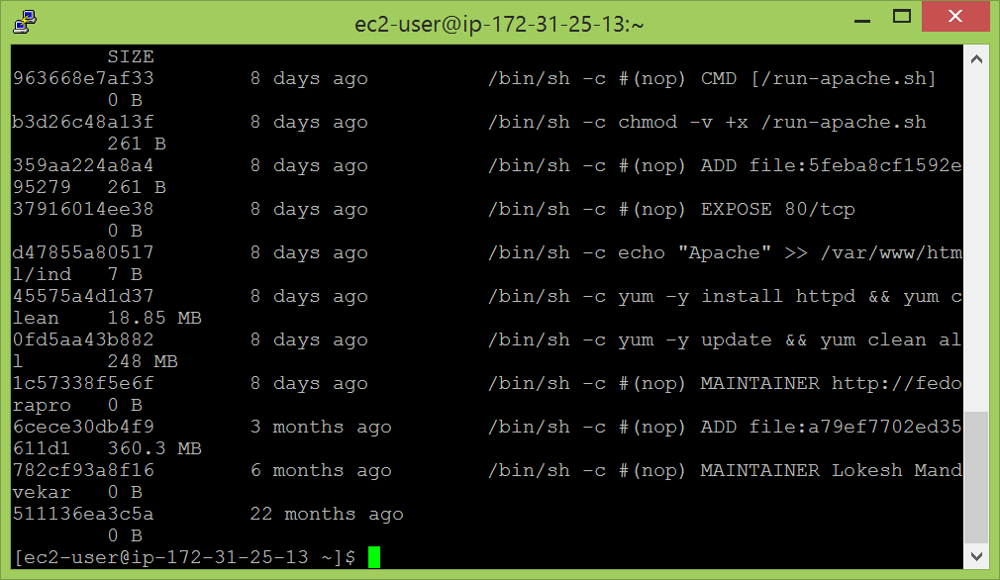 ec2-user@ip-172-31-25-13:~
SIZE
963668e7af33 8 days ago /bin/sh -c #(nop) CMD [/run-apache.sh]
0 B
b3d26c48a13f 8 days ago /bin/sh -c chmod -v +x /run-apache.sh
261 B
359aa224a8a4 8 days ago /bin/sh -c #(nop) ADD file:5feba8cf1592e
95279 261 B
37916014ee38 8 days ago /bin/sh -c #(nop) EXPOSE 80/tcp
0 B
d47855a80517 8 days ago /bin/sh -c echo "Apache" >> /var/www/htm
l/ind 7 B
45575a4d1d37 8 days ago /bin/sh -c yum -y install httpd && yum c
lean 18.85 MB
0fd5aa43b882 8 days ago /bin/sh -c yum -y update && yum clean al
l 248 MB
1c57338f5e6f 8 days ago /bin/sh -c #(nop) MAINTAINER http://fedo
rapro 0 B
6cece30db4f9 3 months ago /bin/sh -c #(nop) ADD file:a79ef7702ed35
611d1 360.3 MB
782cf93a8f16 6 months ago /bin/sh -c #(nop) MAINTAINER Lokesh Mand
vekar 0 B
511136ea3c5a 22 months ago
0 B
[ec2-user@ip-172-31-25-13 ~]$